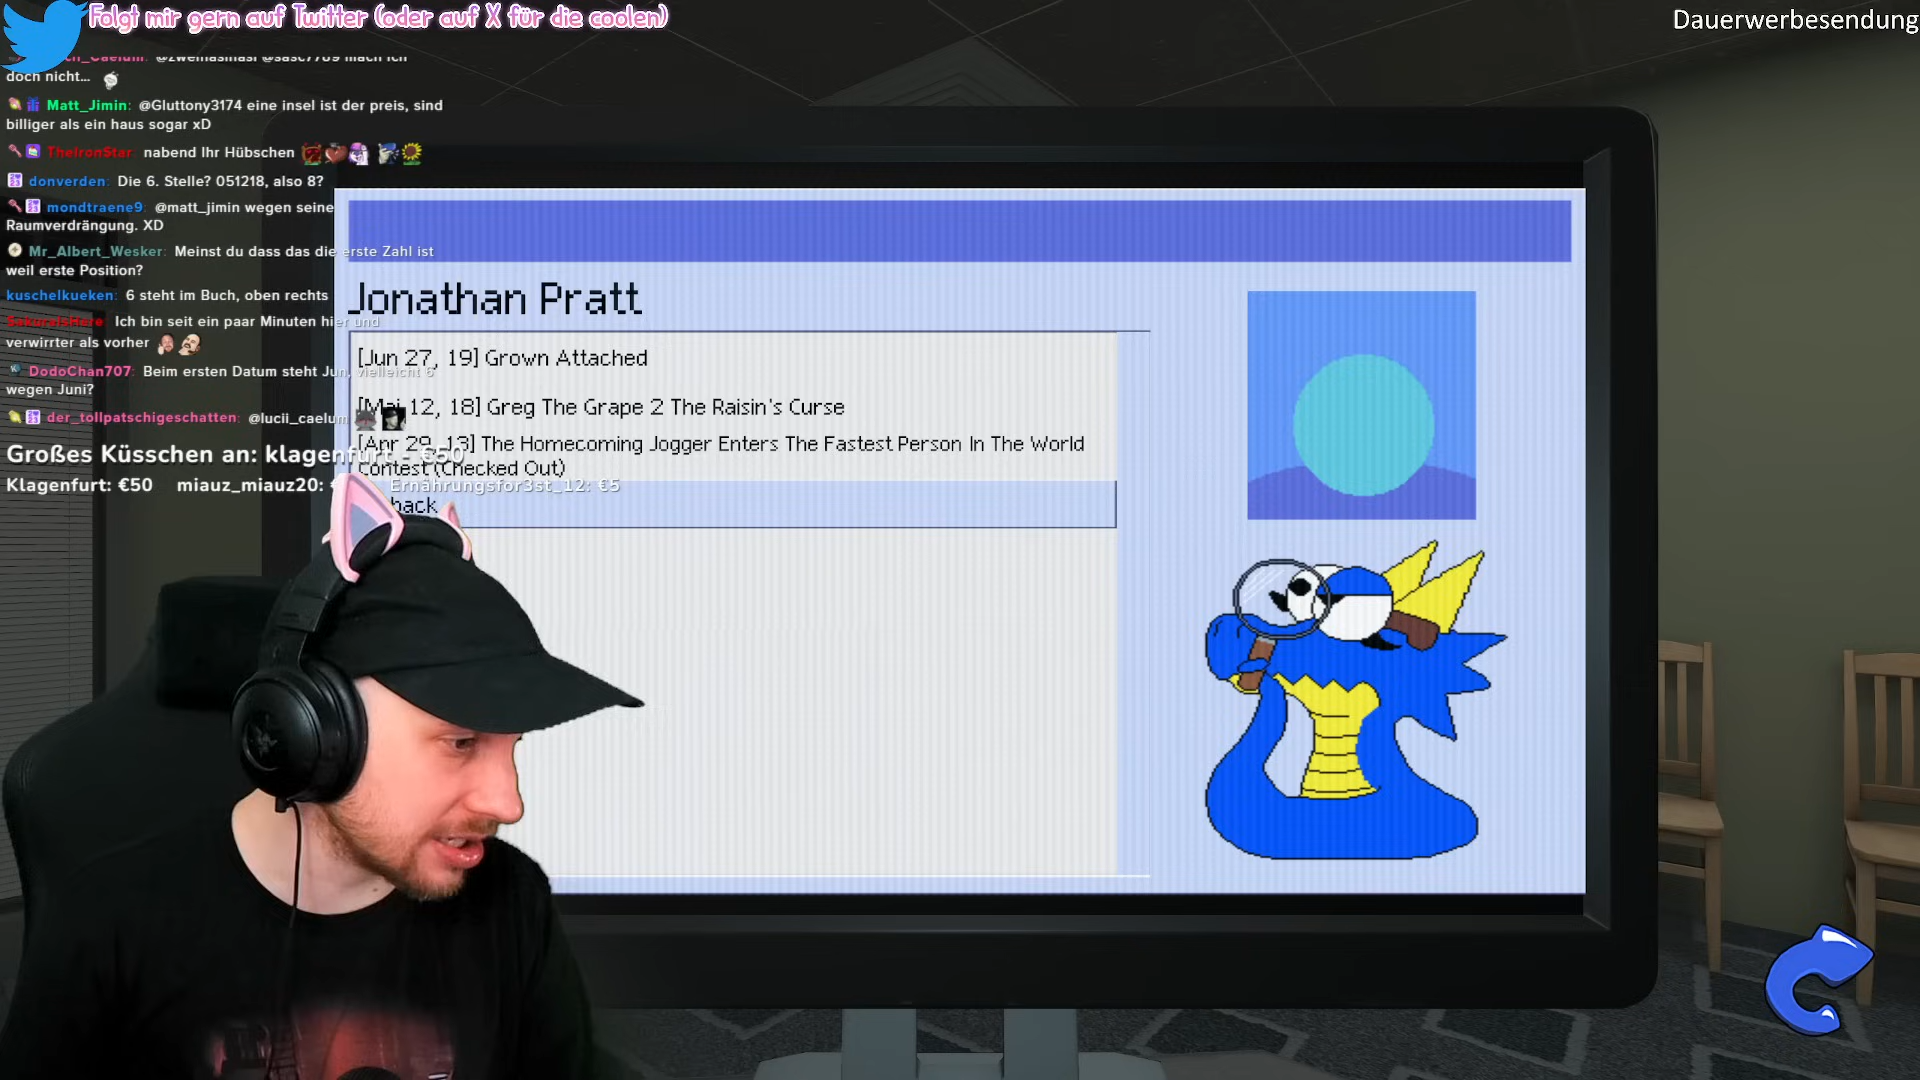 Folgt mir gern auf Twitter (oder auf X für die coolen)
Dauerwerbesendung
doch nicht...
Matt_Jimin: @Gluttony3174 eine insel ist der preis, sind
billiger als ein haus sogar xD
TheIronStar: nabend Ihr Hübschen
donverden: Die 6. Stelle? 051218, also 8?
mondtraene9: @matt_jimin wegen seine
Raumverdrängung. XD
Mr_Albert_Wesker: Meinst du dass das die erste Zahl ist
weil erste Position?
kuschelkueken: 6 steht im Buch, oben rechts
SakuraIsHere: Ich bin seit ein paar Minuten hier und
verwirrter als vorher
DodoChan707: Beim ersten Datum steht Jun, vielleicht 6
wegen Juni?
der_tollpatschigeschatten: @lucii_caelum
Großes Küsschen an: klagenfurt - €50
Klagenfurt: €50 miauz_miauz20: Ernährungsfor3st_12: €5
Jonathan Pratt
[Jun 27, 19] Grown Attached
[Mai 12, 18] Greg The Grape 2 The Raisin's Curse
[Apr 29, 13] The Homecoming Jogger Enters The Fastest Person In The World
Contest (Checked Out)
back